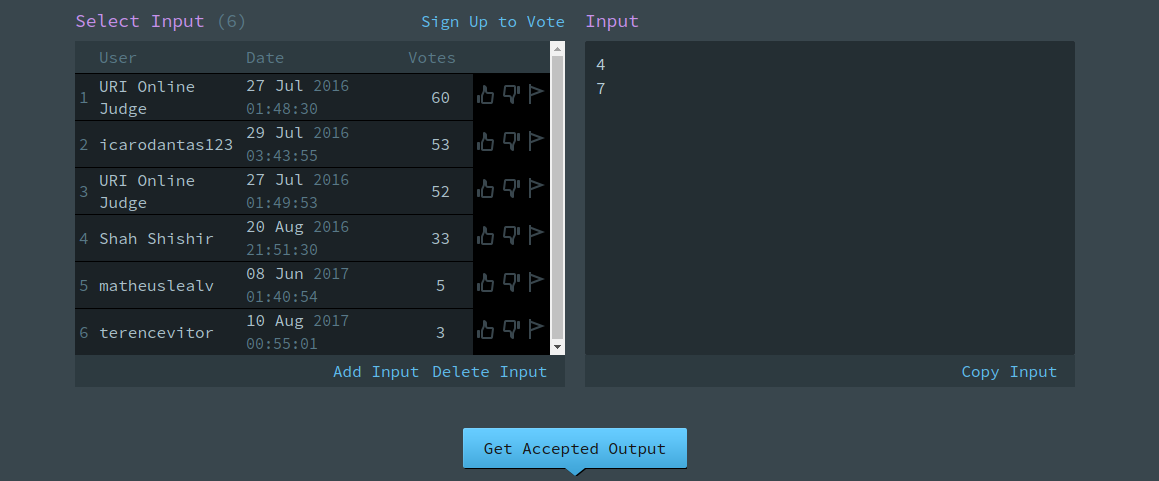 Select Input (6) Sign Up to Vote
User Date Votes
1 URI Online Judge 27 Jul 2016 01:48:30 60
2 icarodantas123 29 Jul 2016 03:43:55 53
3 URI Online Judge 27 Jul 2016 01:49:53 52
4 Shah Shishir 20 Aug 2016 21:51:30 33
5 matheuslealv 08 Jun 2017 01:40:54 5
6 terencevitor 10 Aug 2017 00:55:01 3
Add Input Delete Input
Input
4
7
Copy Input
Get Accepted Output